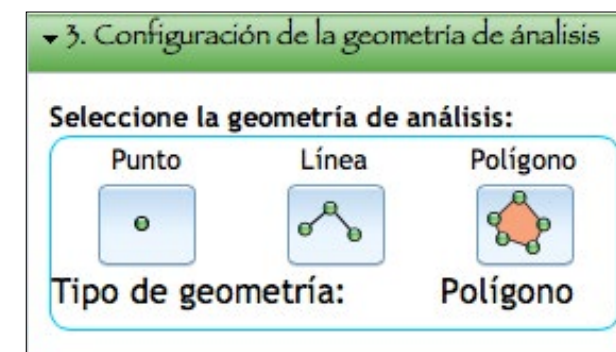 3. Configuración de la geometría de ánalisis
Seleccione la geometría de análisis:
Punto Línea Polígono
Tipo de geometría: Polígono